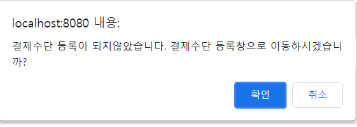 localhost:8080 내용:
결제수단 등록이 되지않았습니다. 결제수단 등록창으로 이동하시겠습니
까?
확인 취소